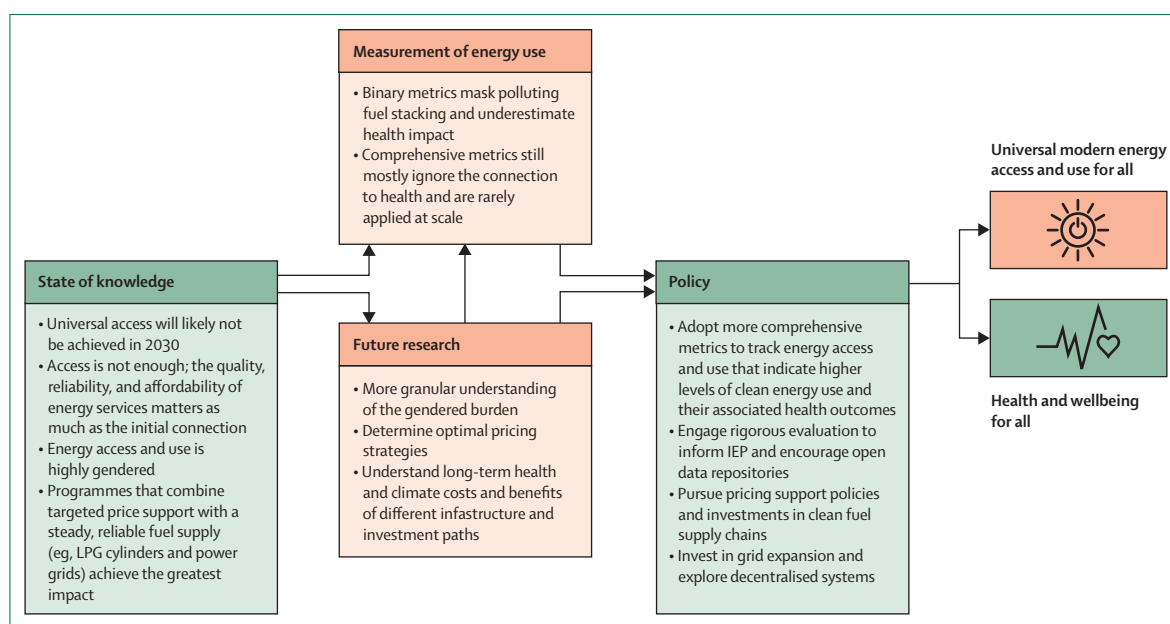 Measurement of energy use
• Binary metrics mask polluting
fuel stacking and underestimate
health impact
• Comprehensive metrics still
mostly ignore the connection
to health and are rarely
applied at scale
State of knowledge
• Universal access will likely not
be achieved in 2030
• Access is not enough; the quality,
reliability, and affordability of
energy services matters as
much as the initial connection
• Energy access and use is
highly gendered
• Programmes that combine
targeted price support with a
steady, reliable fuel supply
(eg, LPG cylinders and power
grids) achieve the greatest
impact
Future research
• More granular understanding
of the gendered burden
• Determine optimal pricing
strategies
• Understand long-term health
and climate costs and benefits
of different infastructure and
investment paths
Policy
• Adopt more comprehensive
metrics to track energy access
and use that indicate higher
levels of clean energy use and
their associated health outcomes
• Engage rigorous evaluation to
inform IEP and encourage open
data repositories
• Pursue pricing support policies
and investments in clean fuel
supply chains
• Invest in grid expansion and
explore decentralised systems
Universal modern energy
access and use for all
Health and wellbeing
for all